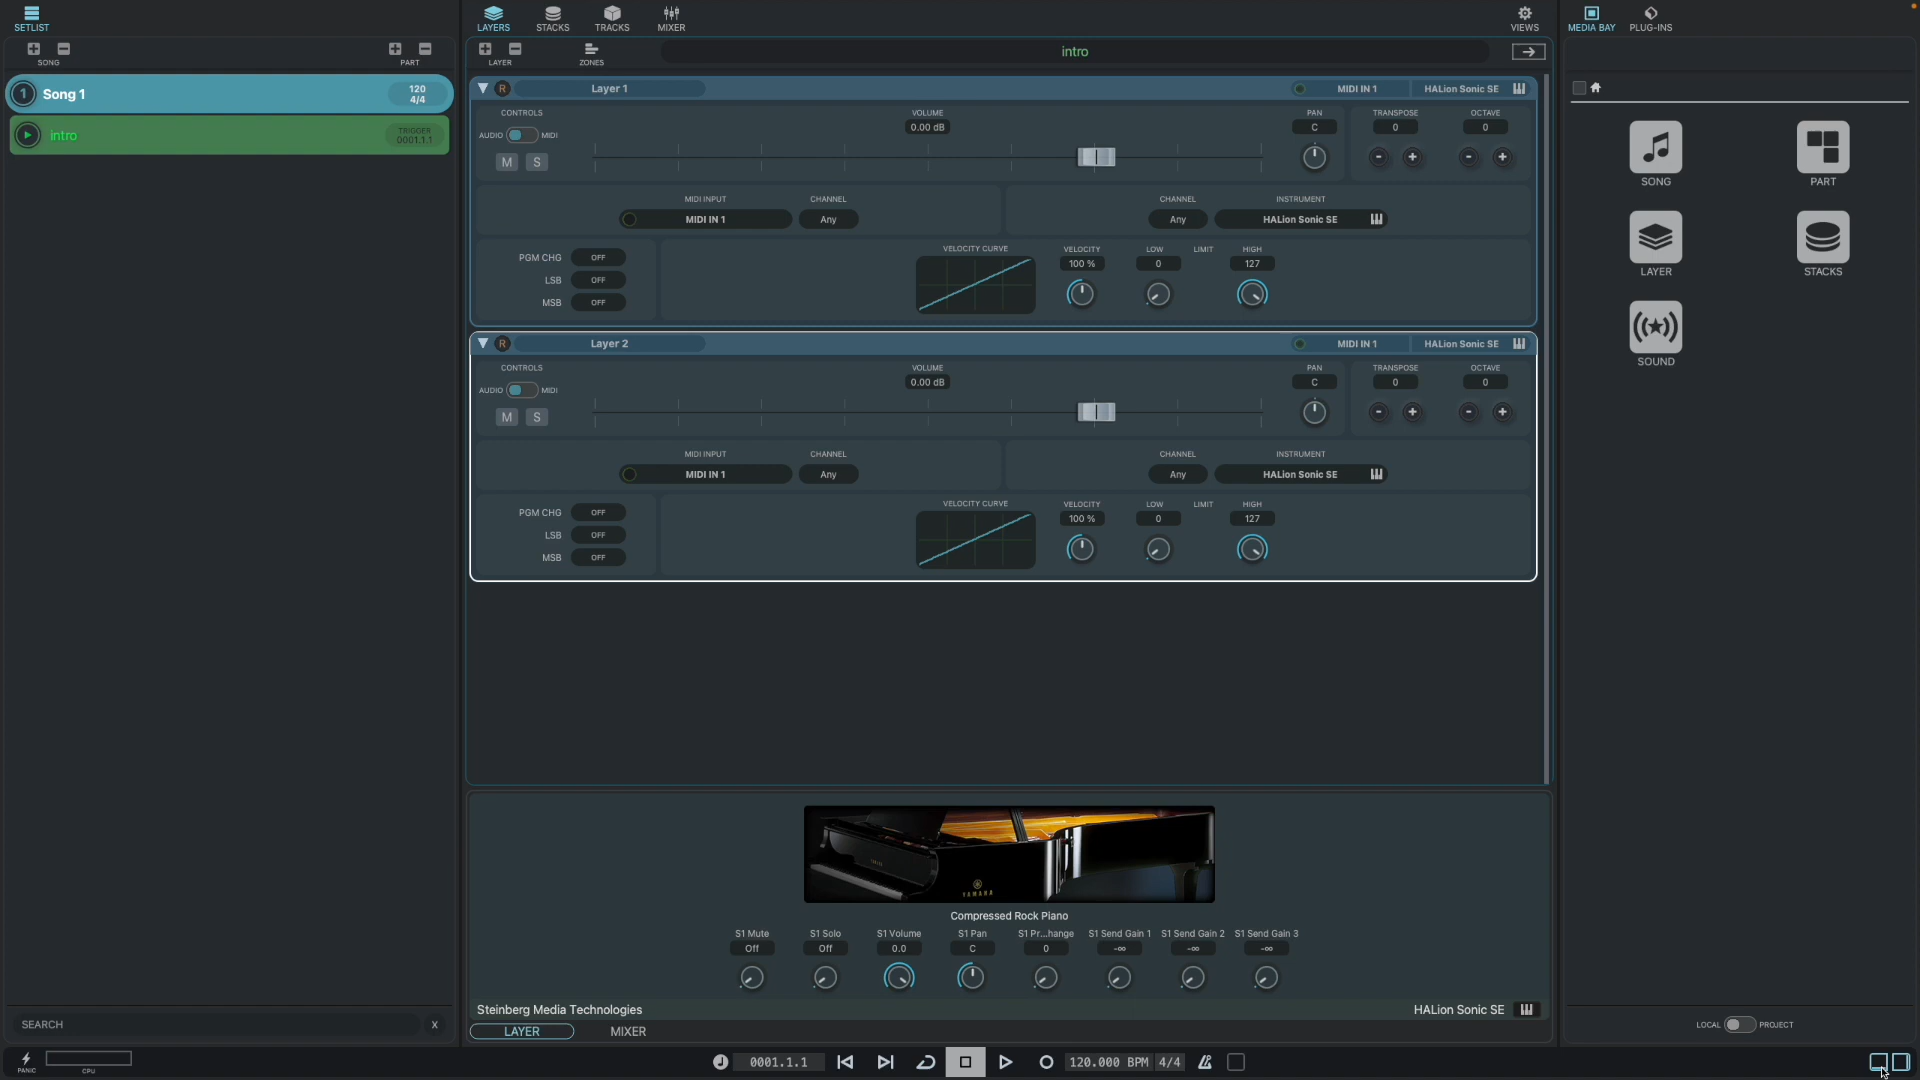 SETLIST
LAYERS STACKS TRACKS MIXER
VIEWS
MEDIA BAY PLUG-INS
SONG
PART
LAYER
ZONES
intro
1 Song 1 120 4/4
intro TRIGGER 0001.1.1
R Layer 1 MIDI IN 1 HALion Sonic SE
CONTROLS VOLUME PAN TRANSPOSE OCTAVE
0.00 dB C 0 0
AUDIO MIDI
M S - + - +
MIDI INPUT CHANNEL CHANNEL INSTRUMENT
MIDI IN 1 Any Any HALion Sonic SE
VELOCITY CURVE VELOCITY LOW LIMIT HIGH
PGM CHG OFF 100 % 0 127
LSB OFF
MSB OFF
R Layer 2 MIDI IN 1 HALion Sonic SE
CONTROLS VOLUME PAN TRANSPOSE OCTAVE
0.00 dB C 0 0
AUDIO MIDI
M S - + - +
MIDI INPUT CHANNEL CHANNEL INSTRUMENT
MIDI IN 1 Any Any HALion Sonic SE
VELOCITY CURVE VELOCITY LOW LIMIT HIGH
PGM CHG OFF 100 % 0 127
LSB OFF
MSB OFF
YAMAHA
Compressed Rock Piano
S1 Mute S1 Solo S1 Volume S1 Pan S1 Pr...hange S1 Send Gain 1 S1 Send Gain 2 S1 Send Gain 3
Off Off 0.0 C 0 -∞ -∞ -∞
Steinberg Media Technologies HALion Sonic SE
LAYER MIXER
SONG PART
LAYER STACKS
SOUND
LOCAL PROJECT
SEARCH X
PANIC CPU
0001.1.1 120.000 BPM 4/4